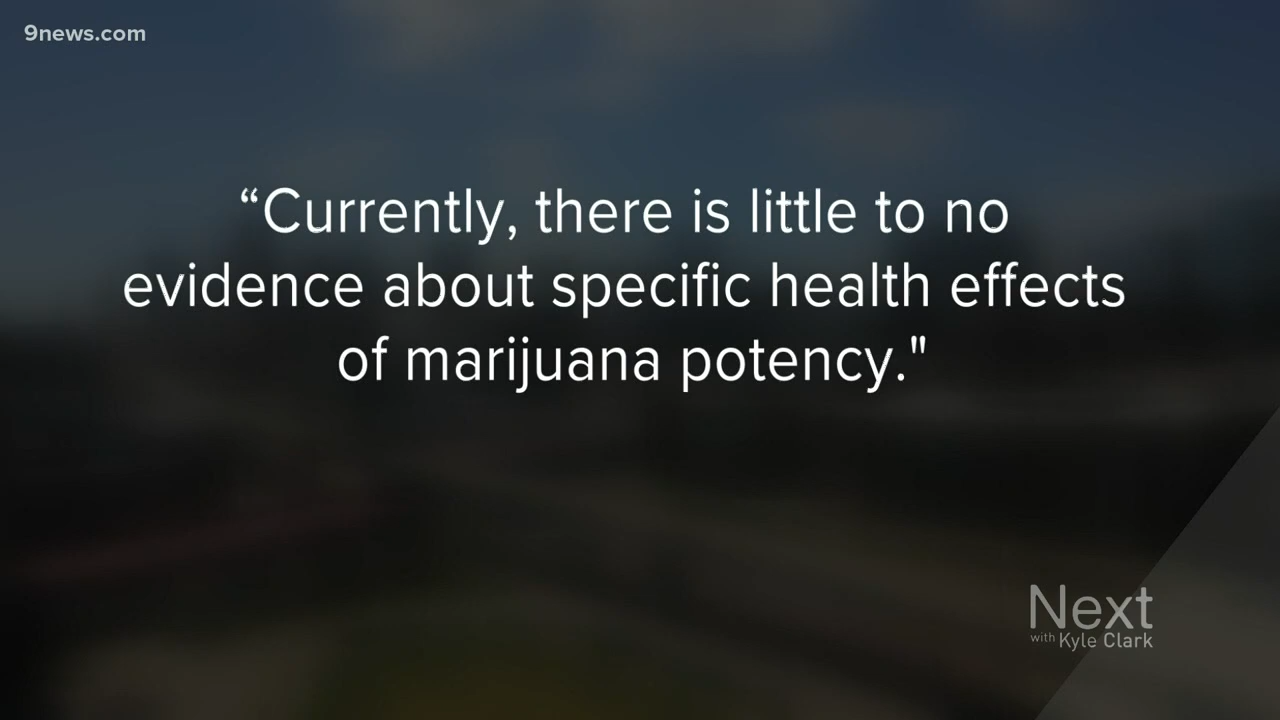 9news.com
“Currently, there is little to no
evidence about specific health effects
of marijuana potency."
Next
with Kyle Clark